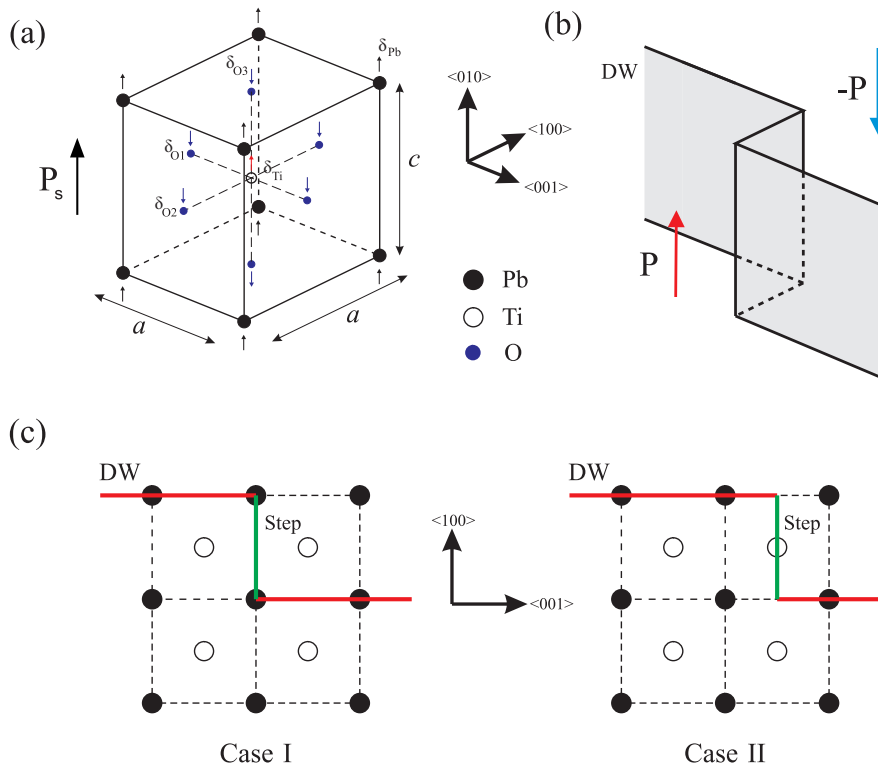 (a)
δPb
δO3
δO1
δTi
δO2
Ps
c
a
a
<010>
<100>
<001>
Pb
Ti
O
(b)
DW
-P
P
(c)
DW
Step
<100>
<001>
DW
Step
Case I
Case II